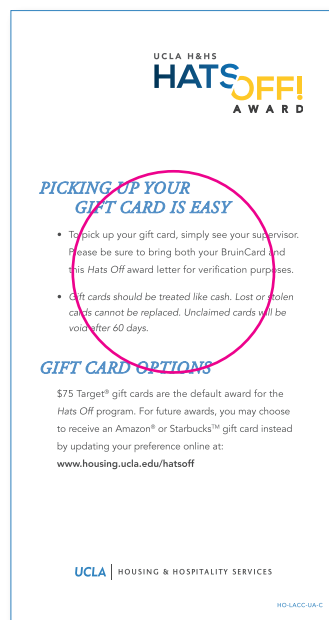 UCLA H&HS
HATS
OFF!
AWARD
PICKING UP YOUR
GIFT CARD IS EASY
• To pick up your gift card, simply see your supervisor.
Please be sure to bring both your BruinCard and
this Hats Off award letter for verification purposes.
• Gift cards should be treated like cash. Lost or stolen
cards cannot be replaced. Unclaimed cards will be
void after 60 days.
GIFT CARD OPTIONS
$75 Target® gift cards are the default award for the
Hats Off program. For future awards, you may choose
to receive an Amazon® or Starbucks™ gift card instead
by updating your preference online at:
www.housing.ucla.edu/hatsoff
UCLA | HOUSING & HOSPITALITY SERVICES
HO-LACC-UA-C